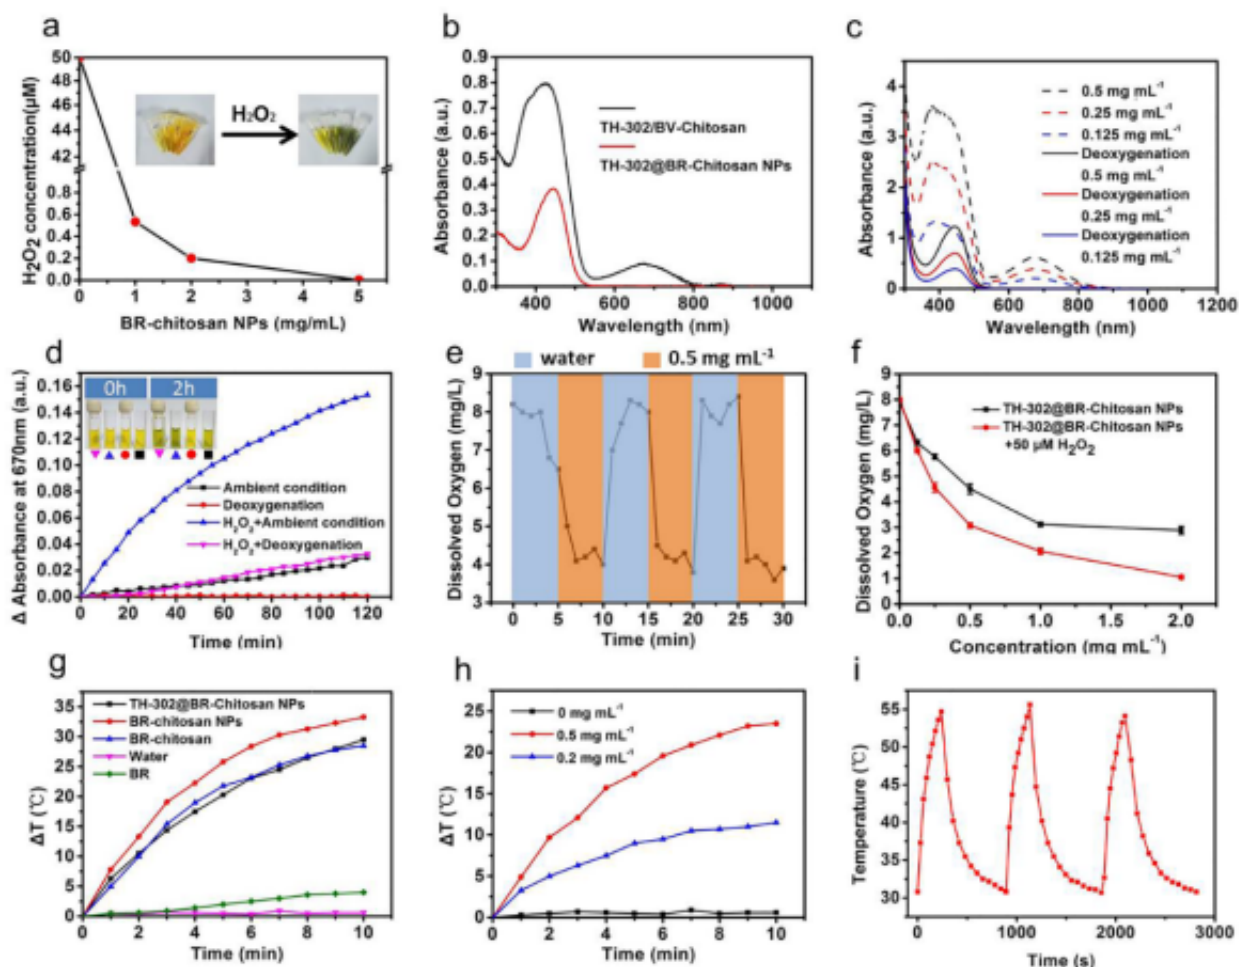 a
50
48
46
44
42
0.8
0.6
0.4
0.2
0.0
H₂O₂ concentration(μM)
H₂O₂
0 1 2 3 4 5
BR-chitosan NPs (mg/mL)
b
0.9
0.8
0.7
0.6
0.5
0.4
0.3
0.2
0.1
0.0
Absorbance (a.u.)
TH-302/BV-Chitosan
TH-302@BR-Chitosan NPs
400 600 800 1000
Wavelength (nm)
c
4
3
2
1
0
Absorbance (a.u.)
0.5 mg mL⁻¹
0.25 mg mL⁻¹
0.125 mg mL⁻¹
Deoxygenation
0.5 mg mL⁻¹
Deoxygenation
0.25 mg mL⁻¹
Deoxygenation
0.125 mg mL⁻¹
400 600 800 1000 1200
Wavelength (nm)
d
0.16
0.14
0.12
0.10
0.08
0.06
0.04
0.02
0.00
Δ Absorbance at 670nm (a.u.)
0h 2h
Ambient condition
Deoxygenation
H₂O₂+Ambient condition
H₂O₂+Deoxygenation
20 40 60 80 100 120
Time (min)
e
water 0.5 mg mL⁻¹
9
8
7
6
5
4
3
Dissolved Oxygen (mg/L)
0 5 10 15 20 25 30
Time (min)
f
9
8
7
6
5
4
3
2
1
0
Dissolved Oxygen (mg/L)
TH-302@BR-Chitosan NPs
TH-302@BR-Chitosan NPs
+50 μM H₂O₂
0.0 0.5 1.0 1.5 2.0
Concentration (mg mL⁻¹)
g
35
30
25
20
15
10
5
0
ΔT (℃)
TH-302@BR-Chitosan NPs
BR-chitosan NPs
BR-chitosan
Water
BR
0 2 4 6 8 10
Time (min)
h
25
20
15
10
5
0
ΔT (℃)
0 mg mL⁻¹
0.5 mg mL⁻¹
0.2 mg mL⁻¹
0 2 4 6 8 10
Time (min)
i
55
50
45
40
35
30
Temperature (℃)
0 1000 2000 3000
Time (s)